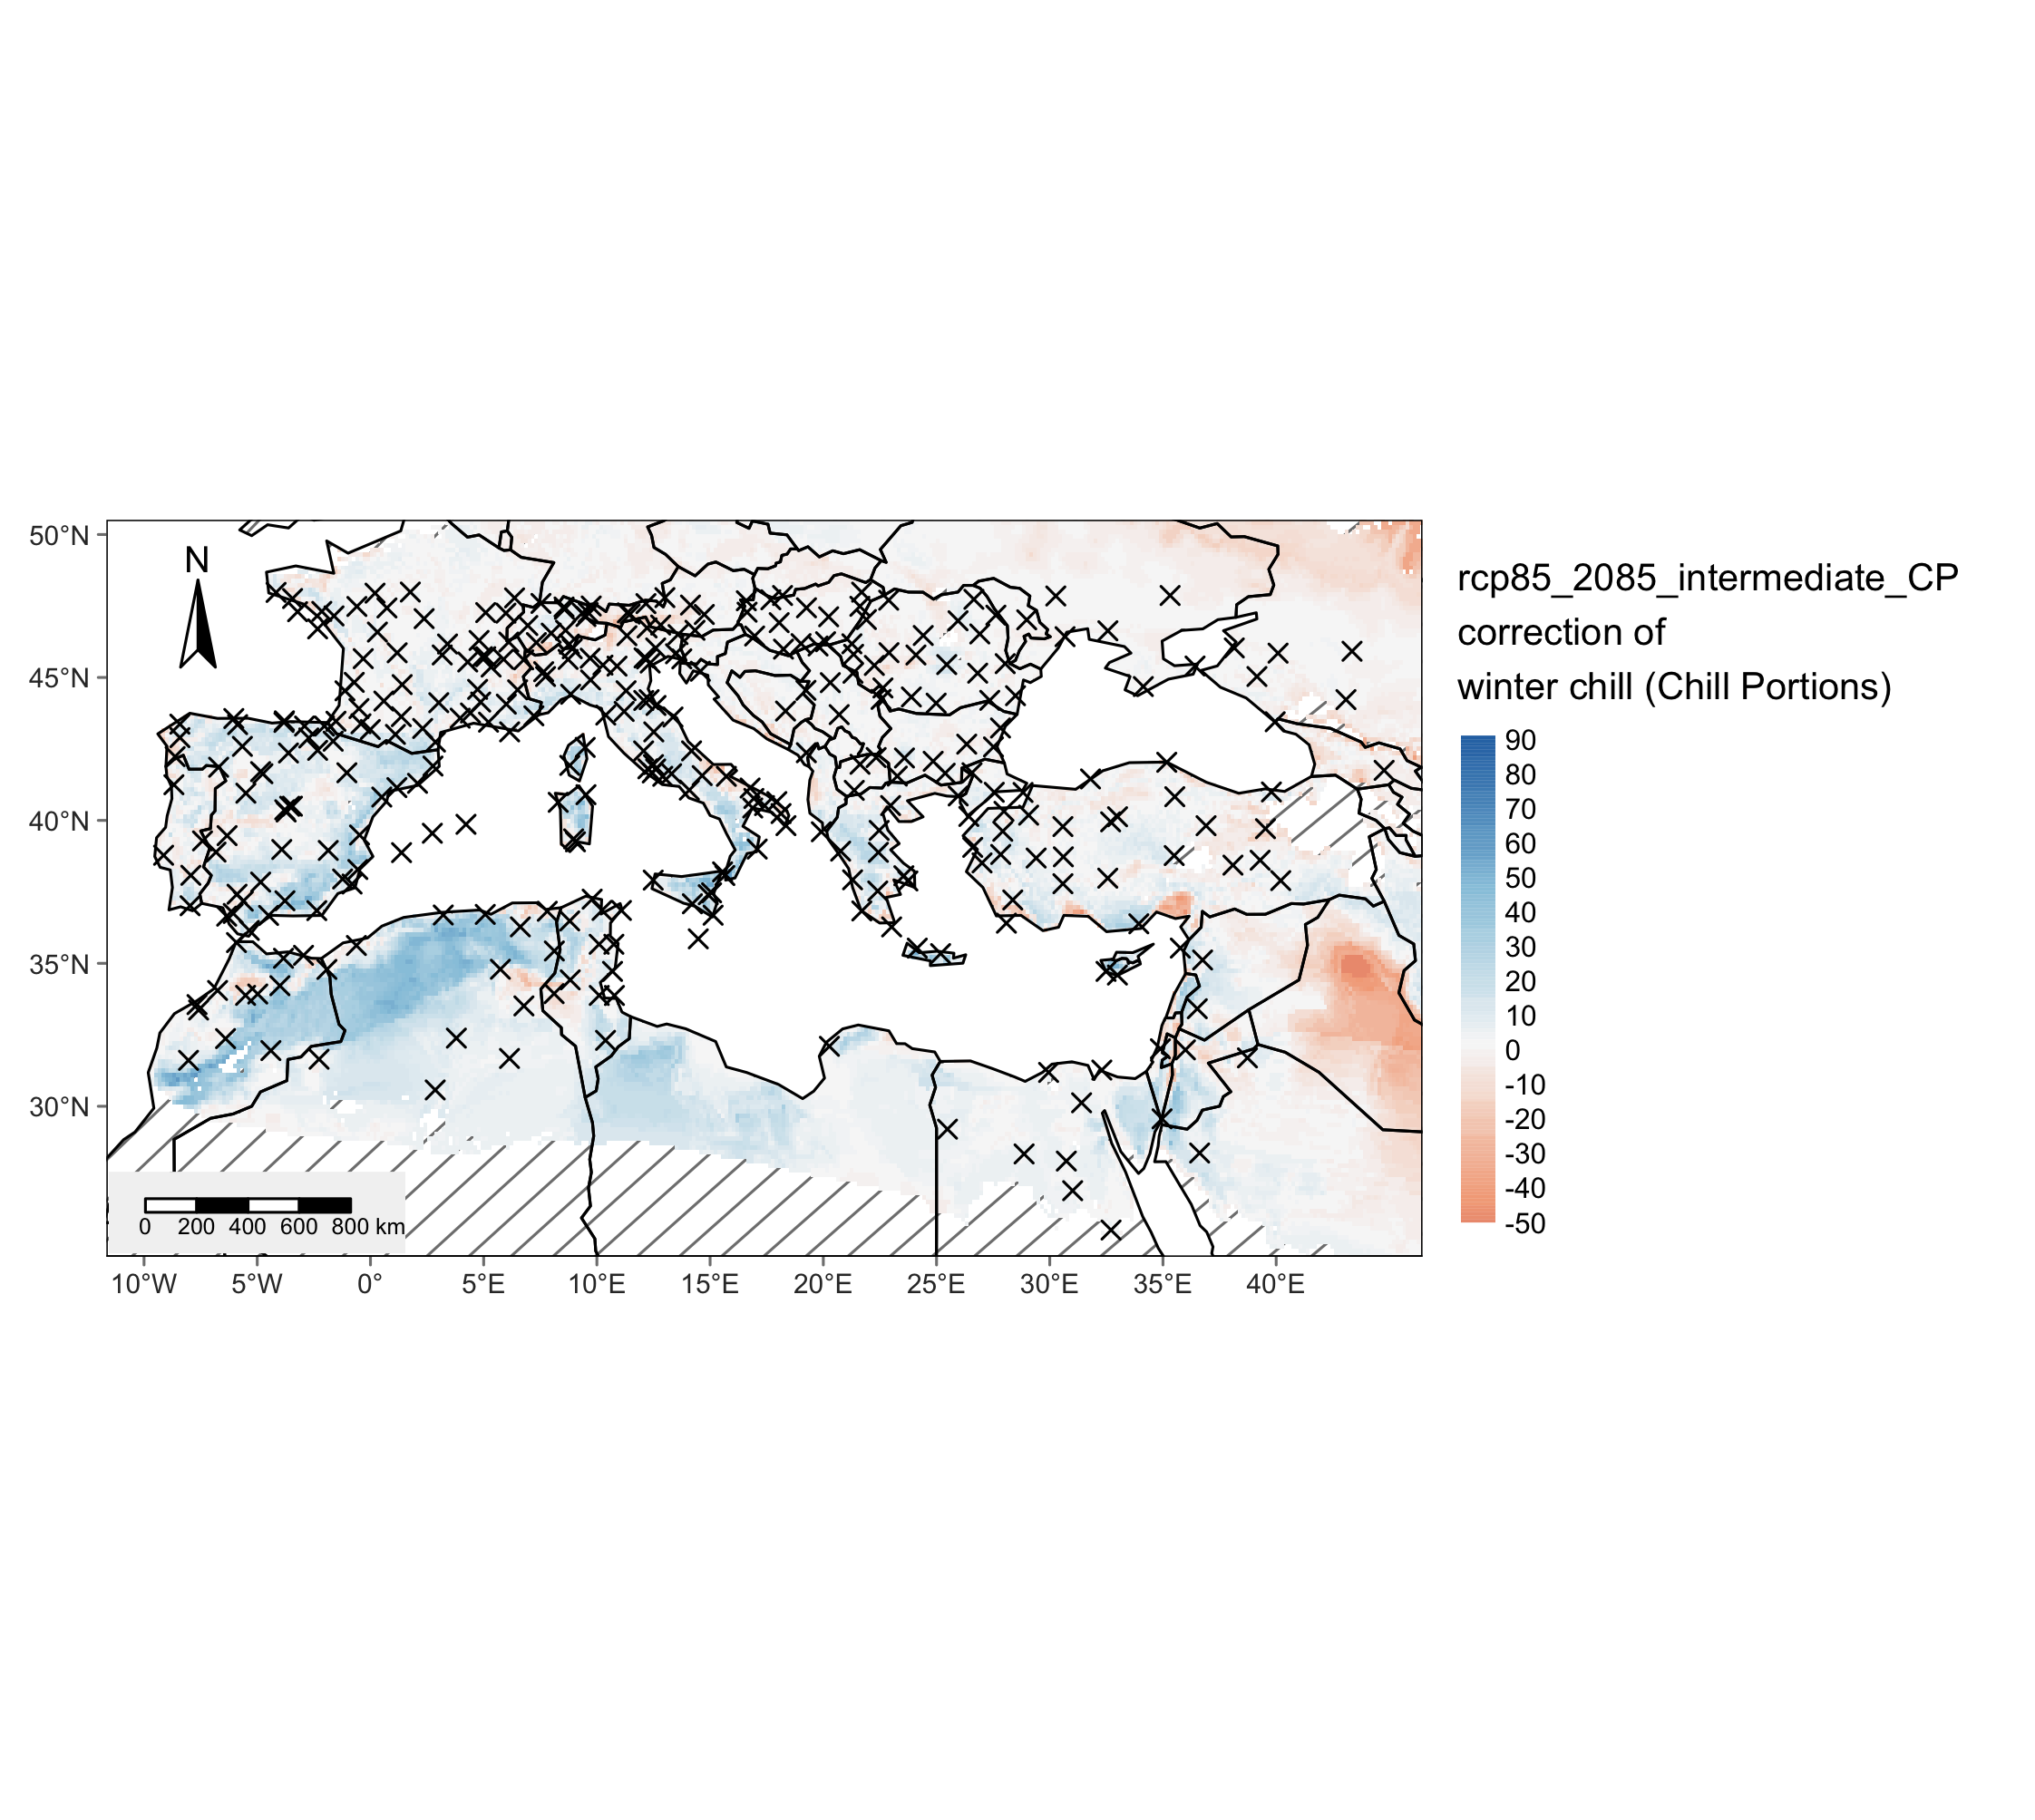 50°N
45°N
40°N
35°N
30°N
N
0 200 400 600 800 km
10°W 5°W 0° 5°E 10°E 15°E 20°E 25°E 30°E 35°E 40°E
rcp85_2085_intermediate_CP
correction of
winter chill (Chill Portions)
90
80
70
60
50
40
30
20
10
0
-10
-20
-30
-40
-50